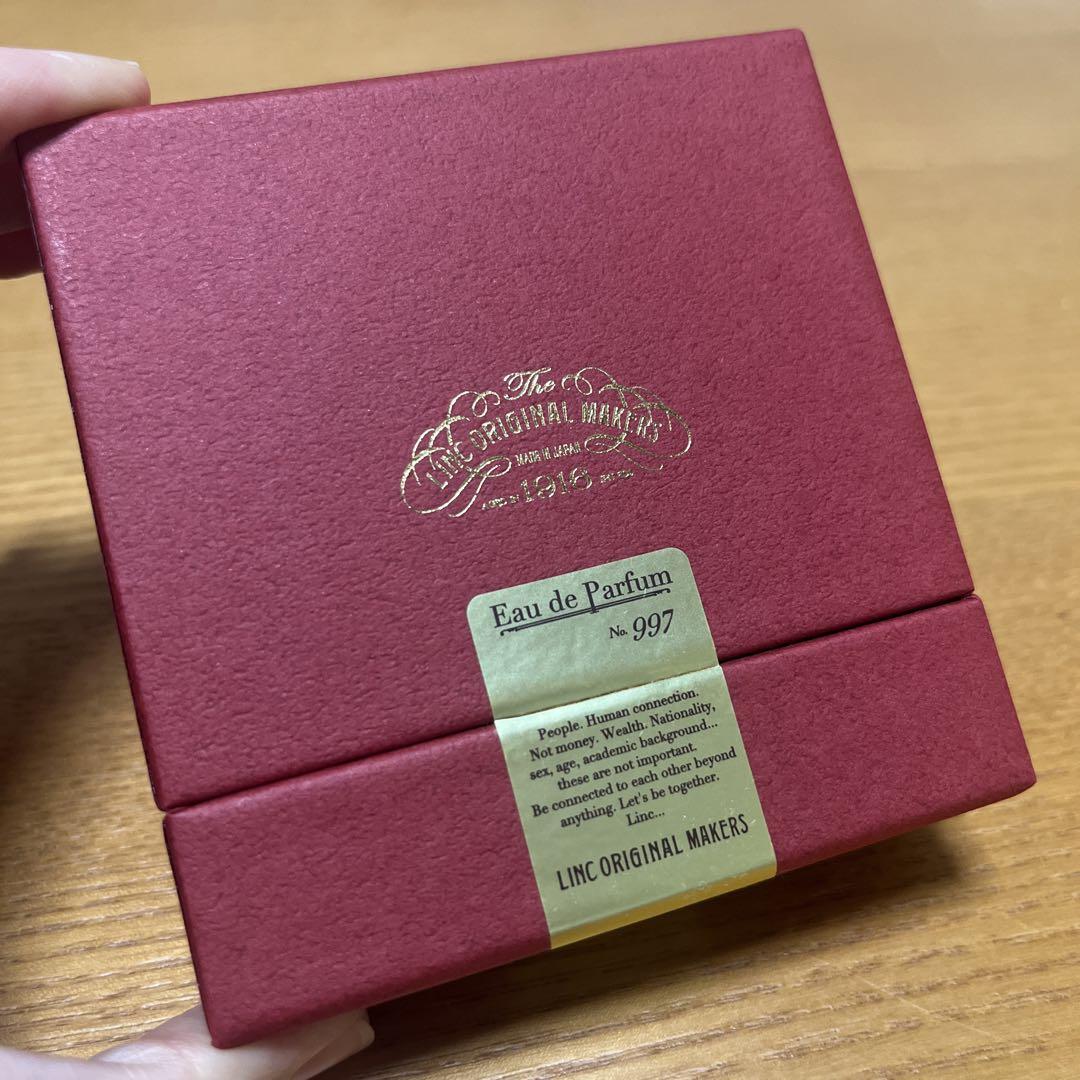 The
LINC ORIGINAL MAKERS
MADE IN JAPAN
1916
Eau de Parfum
No. 997
People. Human connection.
Not money. Wealth. Nationality,
sex, age, academic background...
these are not important.
Be connected to each other beyond
anything. Let's be together.
Linc...
LINC ORIGINAL MAKERS